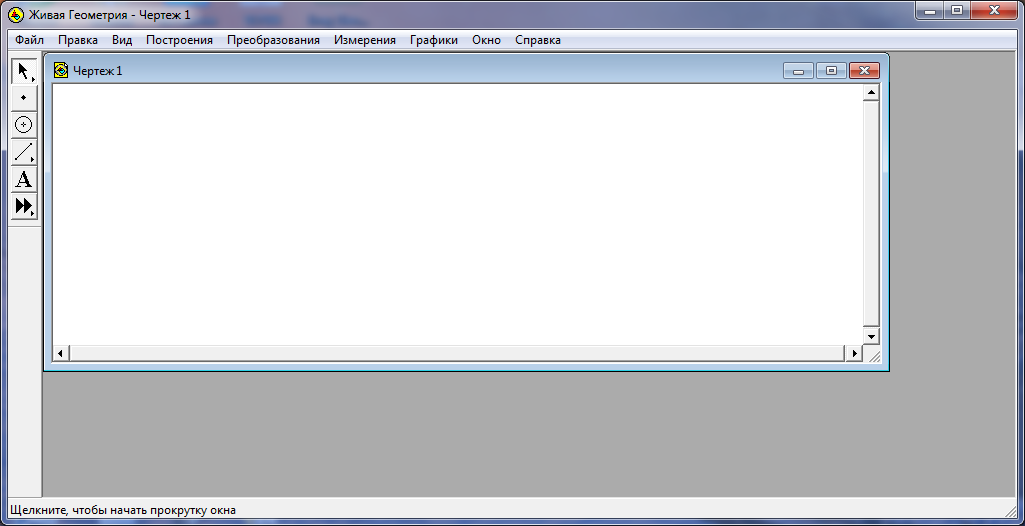 Живая Геометрия - Чертеж 1
Файл Правка Вид Построения Преобразования Измерения Графики Окно Справка
Чертеж 1
A
Щелкните, чтобы начать прокрутку окна